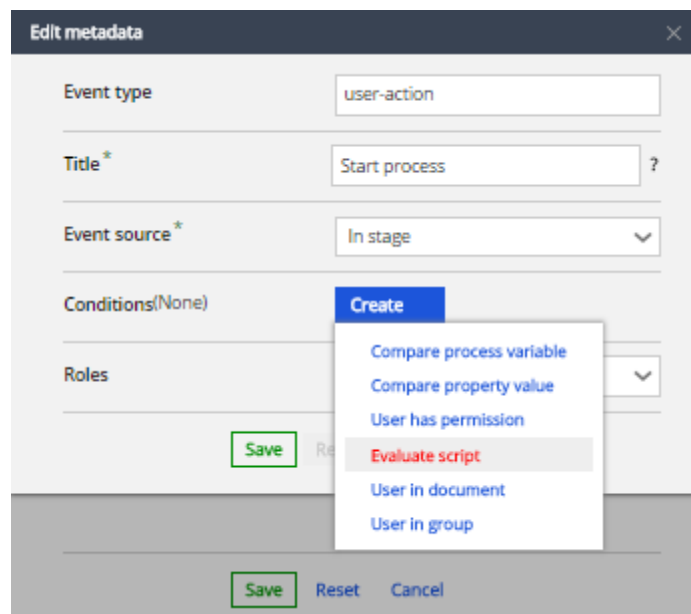 Edit metadata
Event type
user-action
Title*
Start process
?
Event source*
In stage
Conditions(None)
Create
Compare process variable
Compare property value
User has permission
Evaluate script
User in document
User in group
Roles
Save
Save
Reset
Cancel